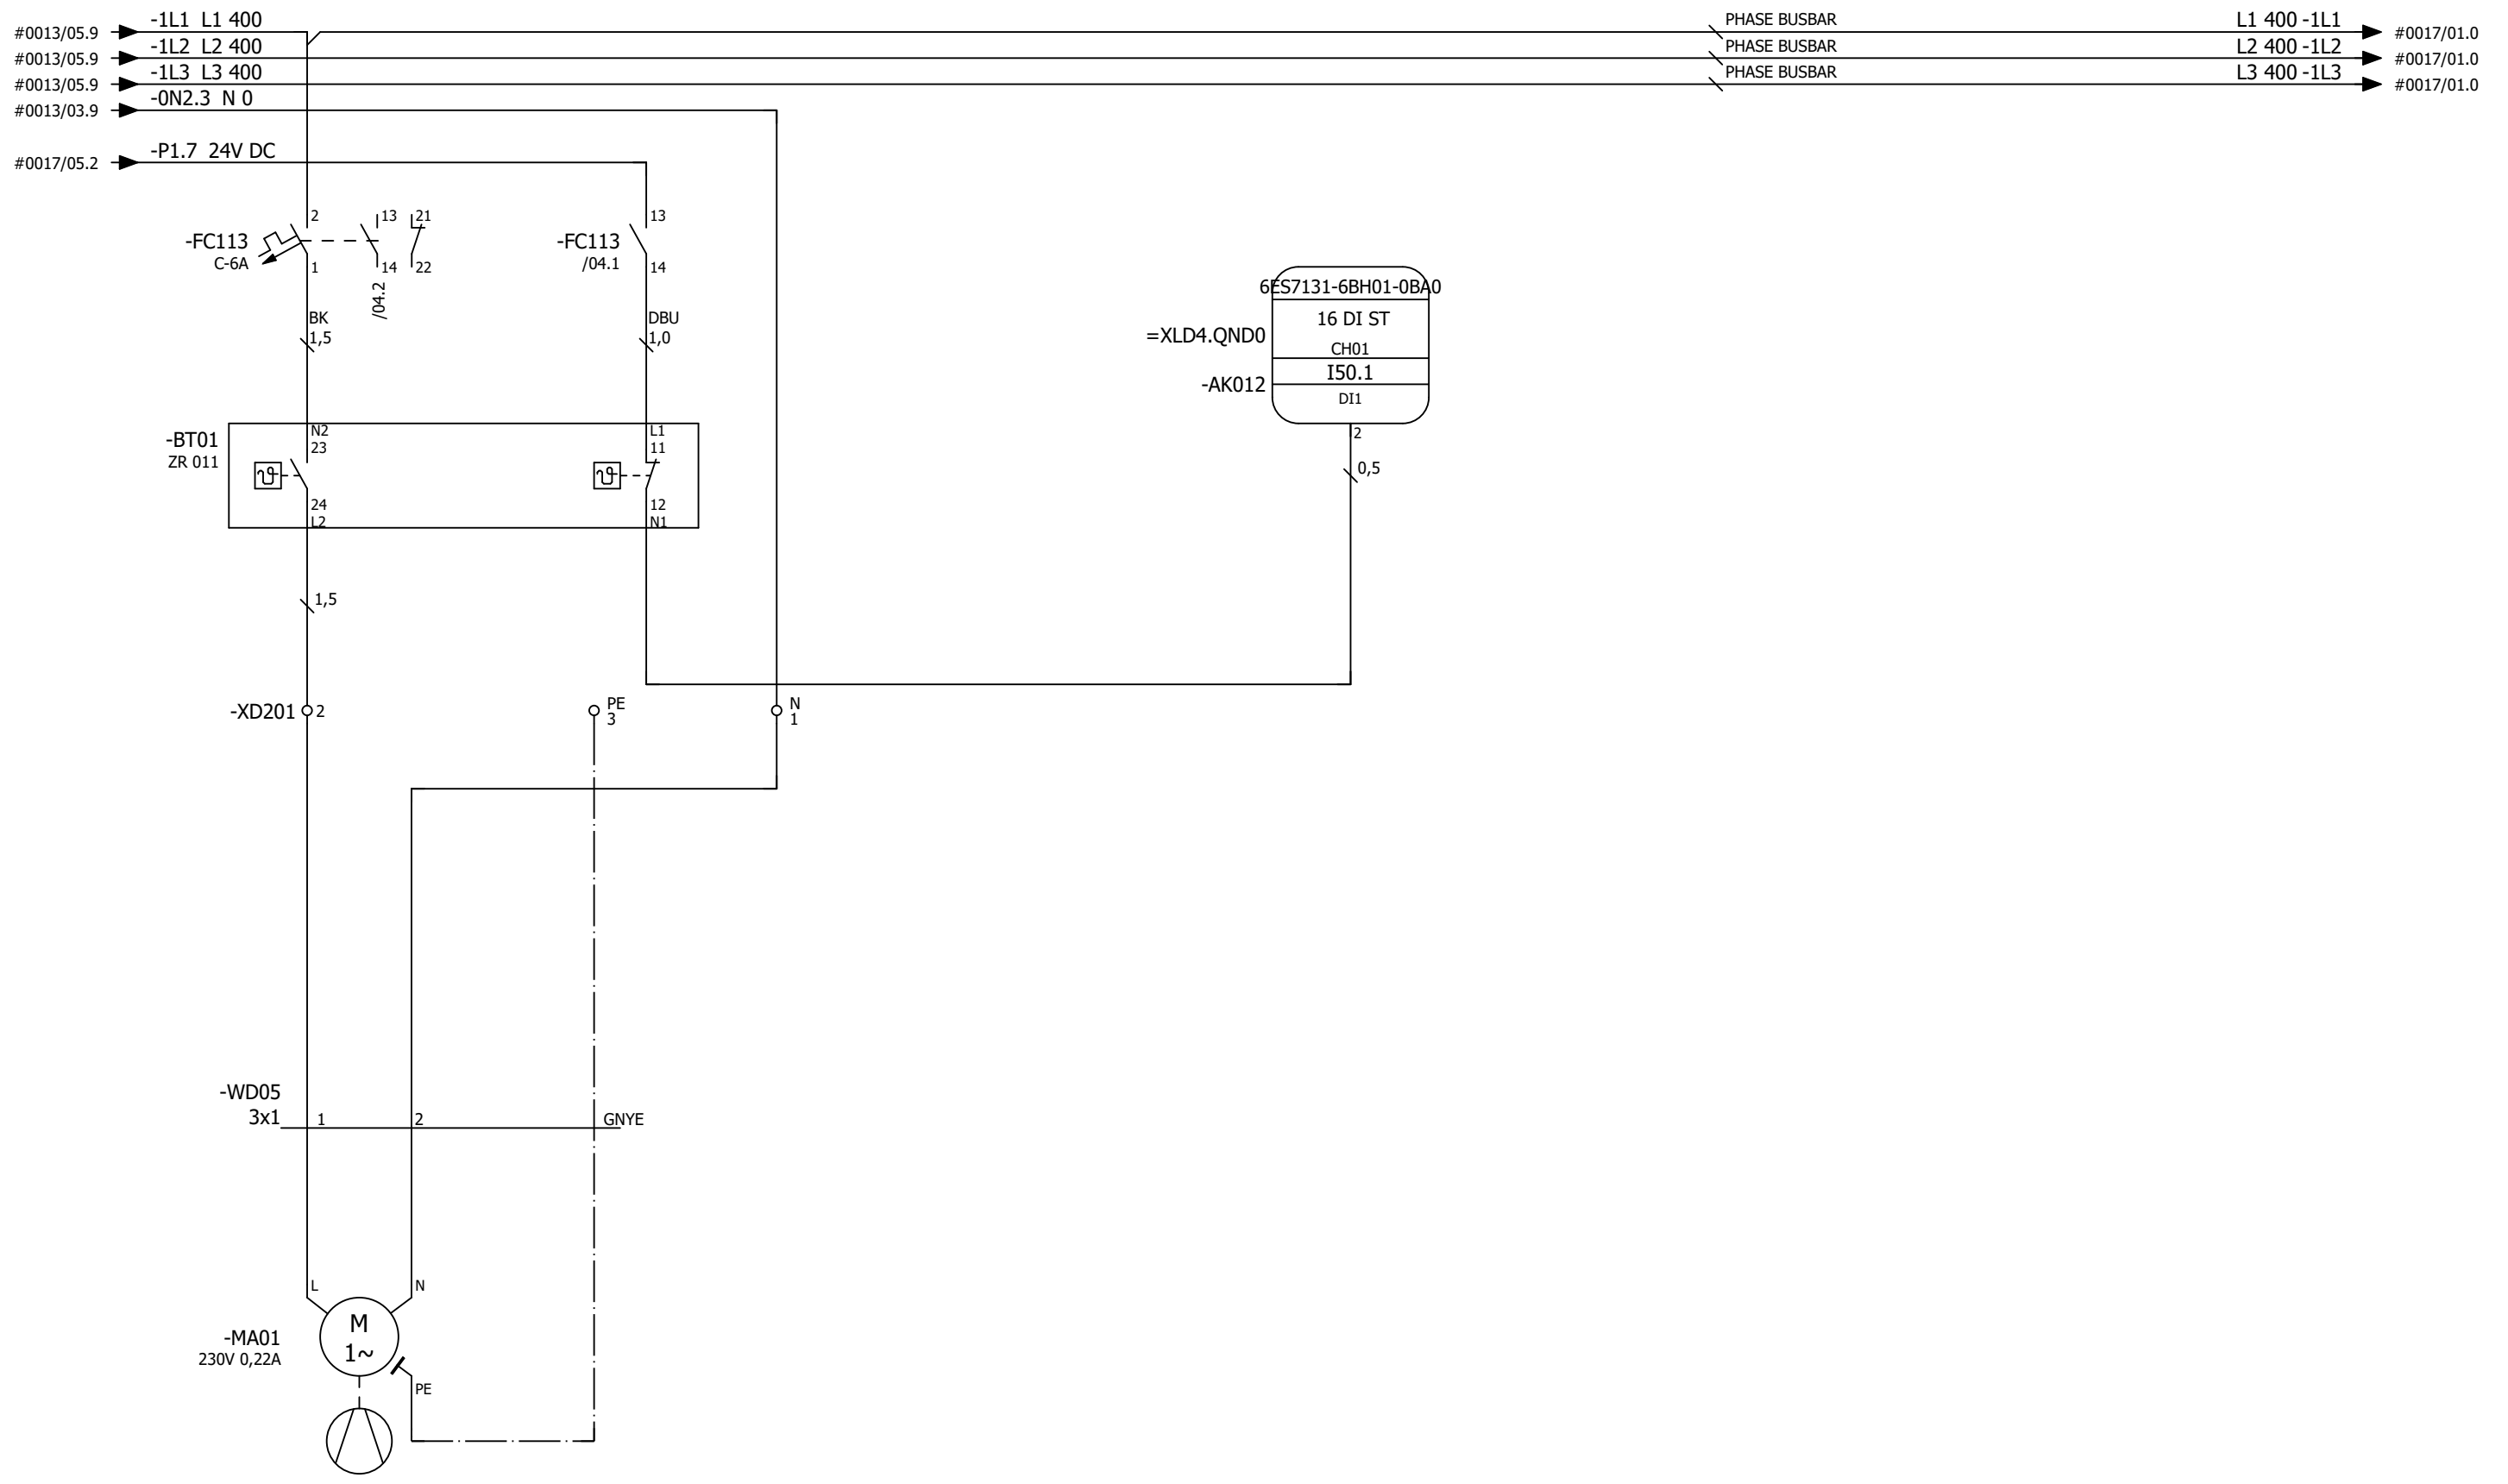 -1L1 L1 400
PHASE BUSBAR
L1 400 -1L1
#0013/05.9
#0017/01.0
-1L2 L2 400
PHASE BUSBAR
L2 400 -1L2
#0013/05.9
#0017/01.0
-1L3 L3 400
PHASE BUSBAR
L3 400 -1L3
#0013/05.9
#0017/01.0
-0N2.3 N 0
#0013/03.9
-P1.7 24V DC
#0017/05.2
2
13
21
13
-FC113
-FC113
C-6A
/04.1
1
14
22
14
/04.2
6ES7131-6BH01-0BA0
16 DI ST
=XLD4.QND0
CH01
I50.1
-AK012
DI1
2
0,5
BK
1,5
DBU
1,0
-BT01
ZR 011
N2
23
L1
11
24
L2
12
N1
1,5
-XD201
2
PE
3
N
1
-WD05
3x1
1
2
GNYE
L
N
M
1~
-MA01
230V 0,22A
PE